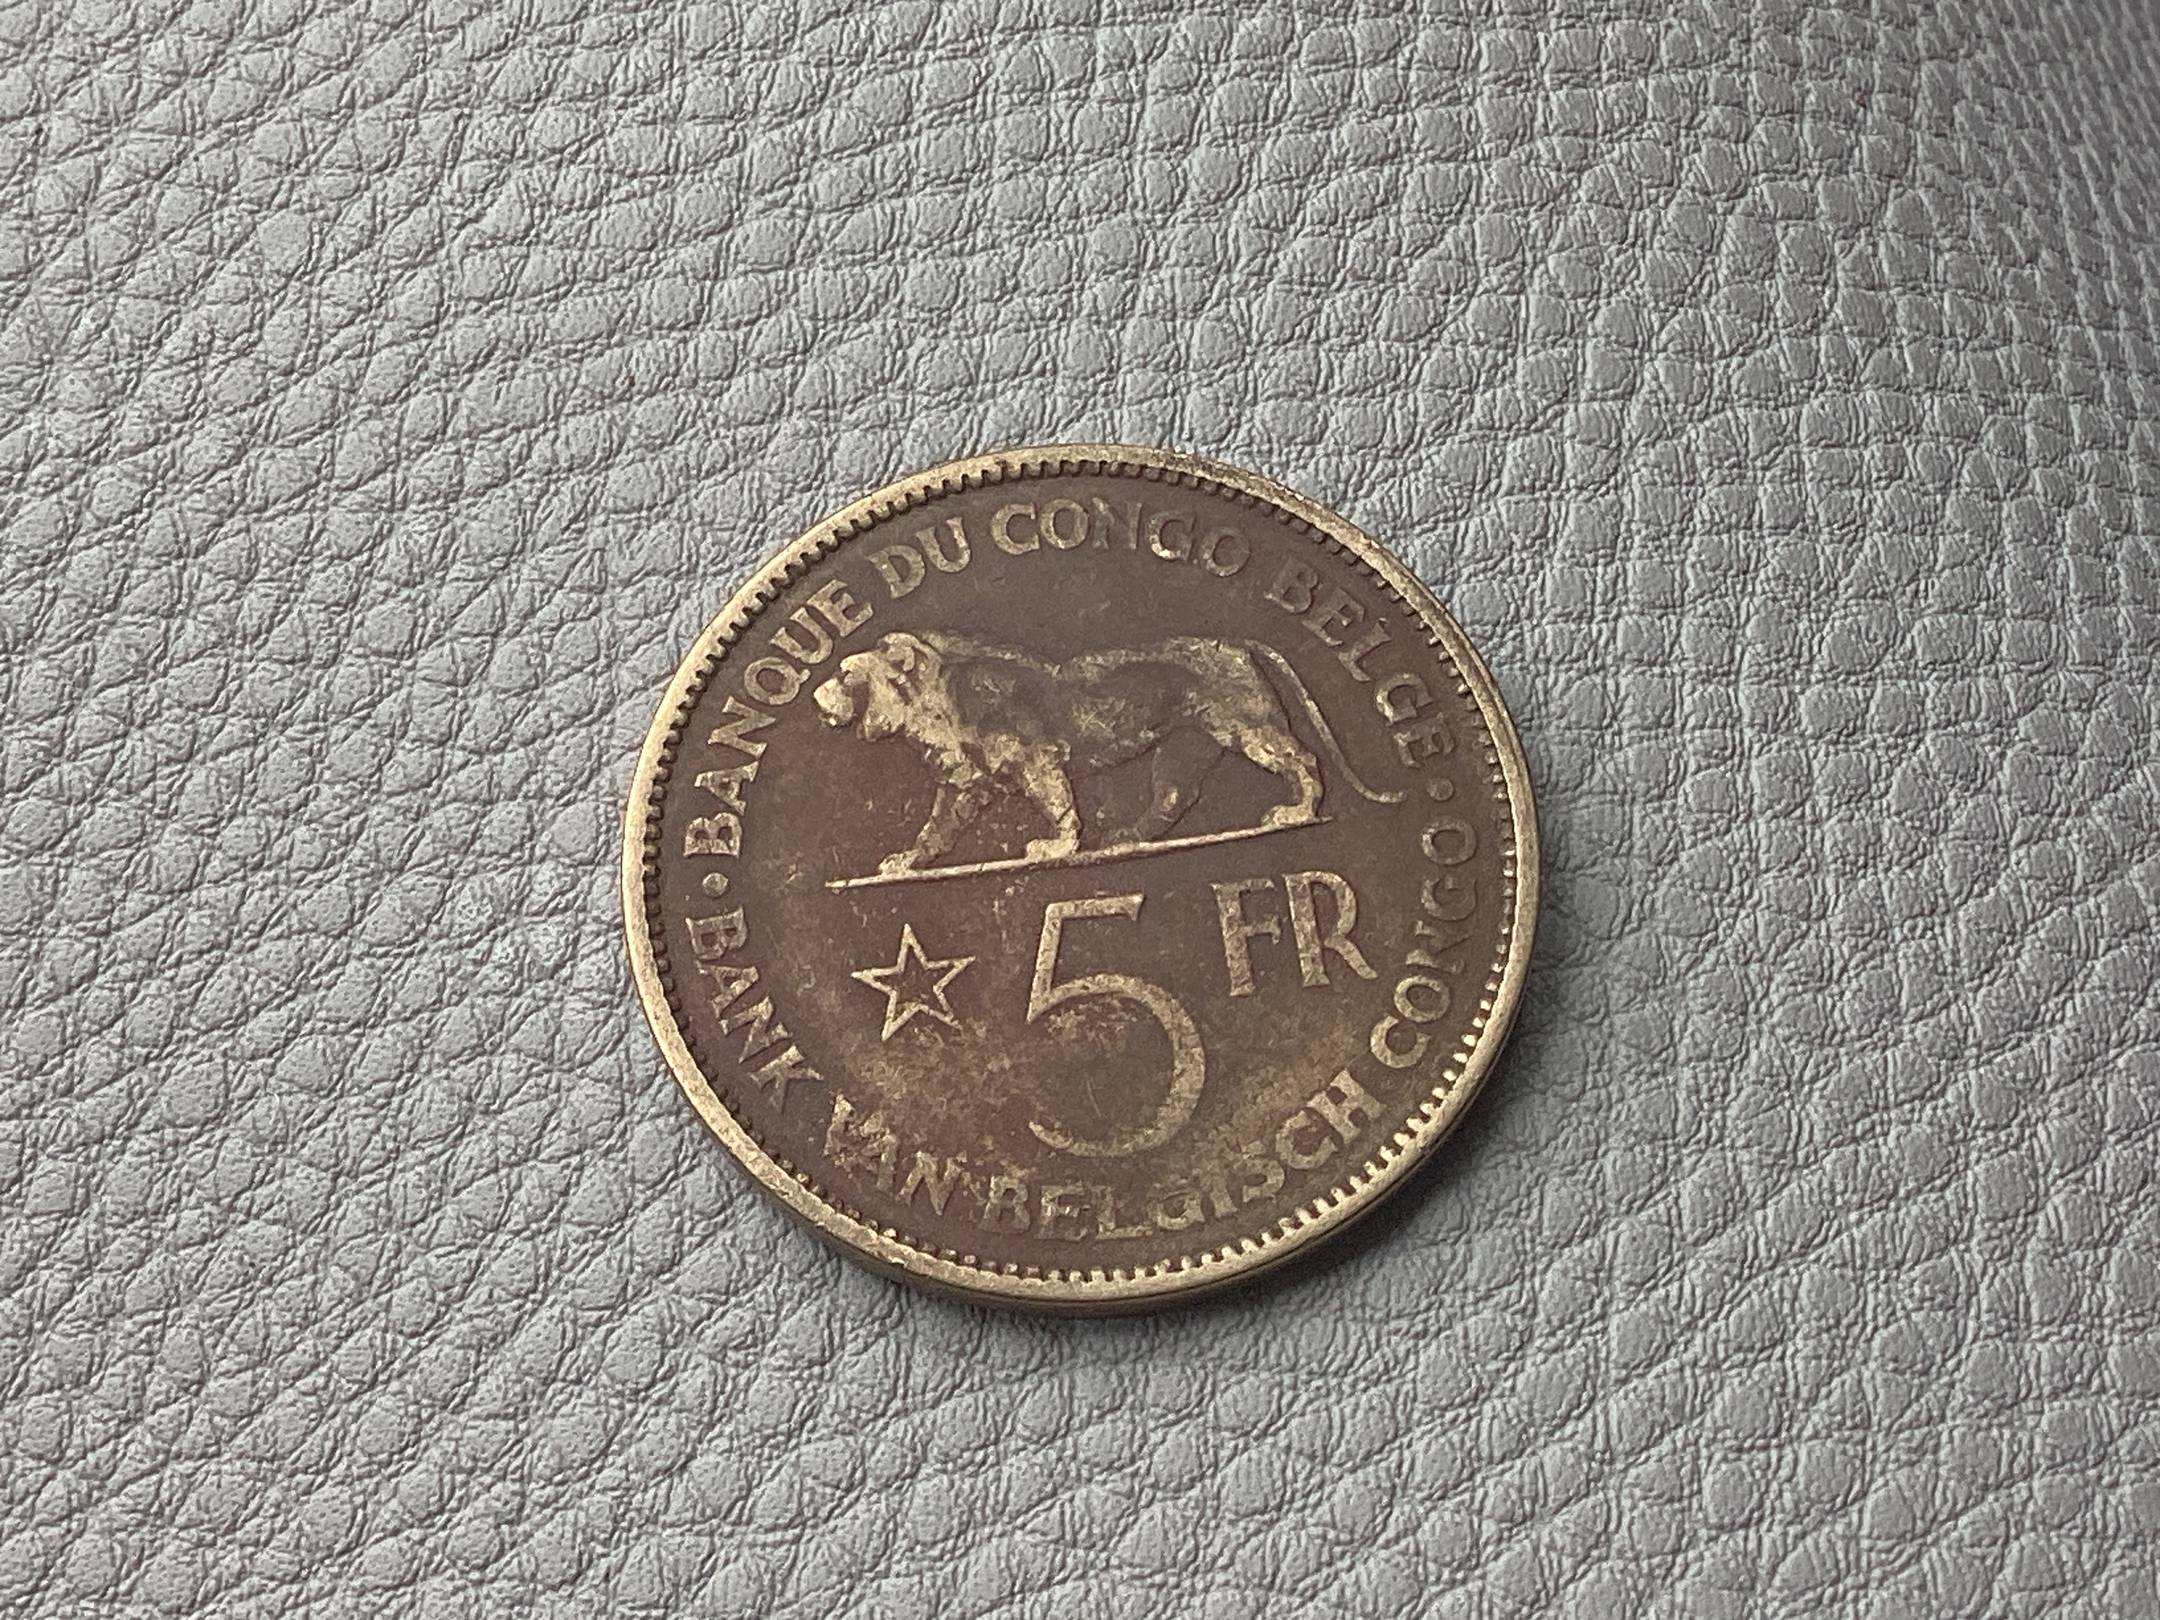 BANQUE DU CONGO BELGE
5 FR
BANK VAN BELGISCH CONGO